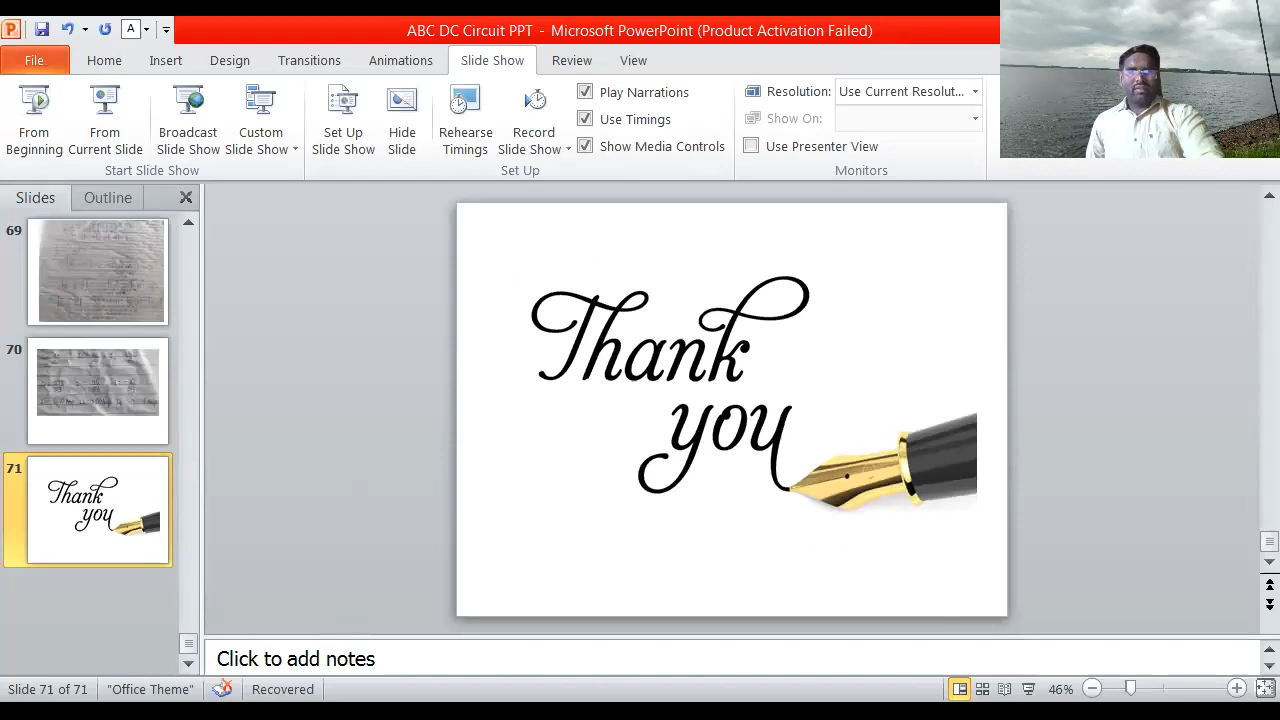 ABC DC Circuit PPT - Microsoft PowerPoint (Product Activation Failed)
File Home Insert Design Transitions Animations Slide Show Review View
From Beginning
From Current Slide
Broadcast Slide Show
Custom Slide Show
Start Slide Show
Set Up Slide Show
Hide Slide
Rehearse Timings
Record Slide Show
Play Narrations
Use Timings
Show Media Controls
Set Up
Resolution: Use Current Resolut...
Show On:
Use Presenter View
Monitors
Slides Outline
69
70
71
Thank
you
Thank
you
Click to add notes
Slide 71 of 71 "Office Theme" Recovered 46%